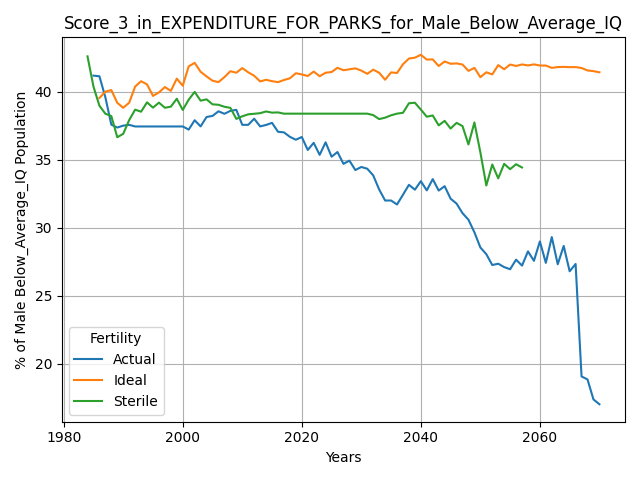 Score_3_in_EXPENDITURE_FOR_PARKS_for_Male_Below_Average_IQ
% of Male Below_Average_IQ Population
40
35
30
25
20
Fertility
Actual
Ideal
Sterile
1980
2000
2020
2040
2060
Years